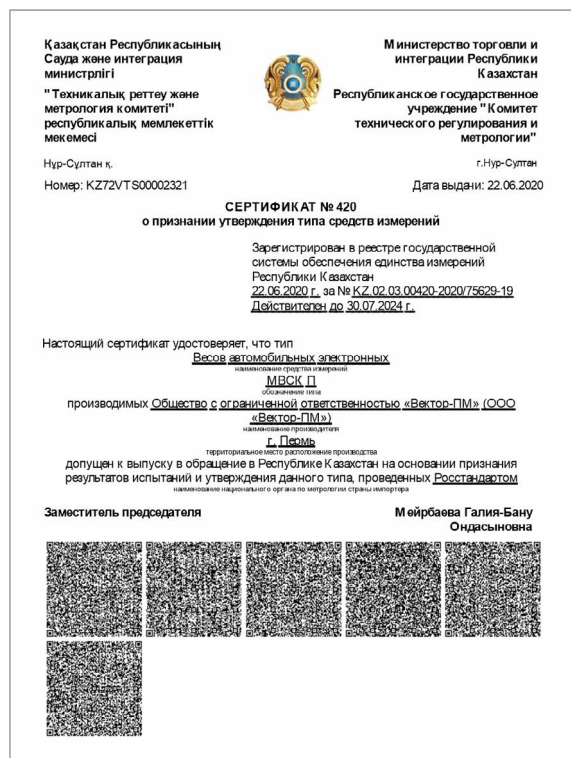 Қазақстан Республикасының
Сауда және интеграция
министрлігі
"Техникалық реттеу және
метрология комитеті"
республикалық мемлекеттік
мекемесі
Министерство торговли и
интеграции Республики
Казахстан
Республиканское государственное
учреждение "Комитет
технического регулирования и
метрологии"
Нұр-Сұлтан қ.
г.Нур-Султан
Номер: KZ72VTS00002321
Дата выдачи: 22.06.2020
СЕРТИФИКАТ № 420
о признании утверждения типа средств измерений
Зарегистрирован в реестре государственной
системы обеспечения единства измерений
Республики Казахстан
22.06.2020 г. за № KZ.02.03.00420-2020/75629-19
Действителен до 30.07.2024 г.
Настоящий сертификат удостоверяет, что тип
Весов автомобильных электронных
наименование средства измерений
МВСК П
обозначение типа
производимых Общество с ограниченной ответственностью «Вектор-ПМ» (ООО
«Вектор-ПМ»)
наименование производителя
г. Пермь
территориальное место расположение производства
допущен к выпуску в обращение в Республике Казахстан на основании признания
результатов испытаний и утверждения данного типа, проведенных Росстандартом
наименование национального органа по метрологии страны импортера
Заместитель председателя
Мейрбаева Галия-Бану
Ондасыновна